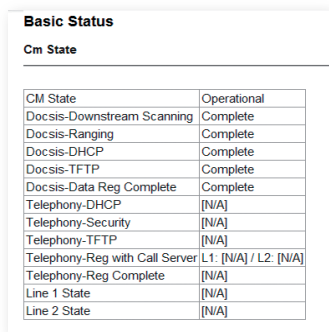 Basic Status
Cm State
CM State Operational
Docsis-Downstream Scanning Complete
Docsis-Ranging Complete
Docsis-DHCP Complete
Docsis-TFTP Complete
Docsis-Data Reg Complete Complete
Telephony-DHCP [N/A]
Telephony-Security [N/A]
Telephony-TFTP [N/A]
Telephony-Reg with Call Server L1: [N/A] / L2: [N/A]
Telephony-Reg Complete [N/A]
Line 1 State [N/A]
Line 2 State [N/A]